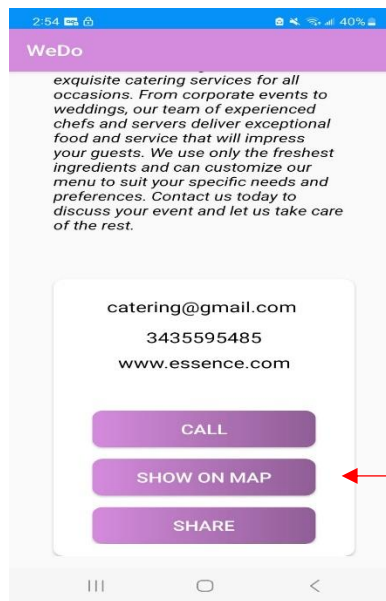 2:54 40%
WeDo
exquisite catering services for all
occasions. From corporate events to
weddings, our team of experienced
chefs and servers deliver exceptional
food and service that will impress
your guests. We use only the freshest
ingredients and can customize our
menu to suit your specific needs and
preferences. Contact us today to
discuss your event and let us take care
of the rest.
catering@gmail.com
3435595485
www.essence.com
CALL
SHOW ON MAP
SHARE